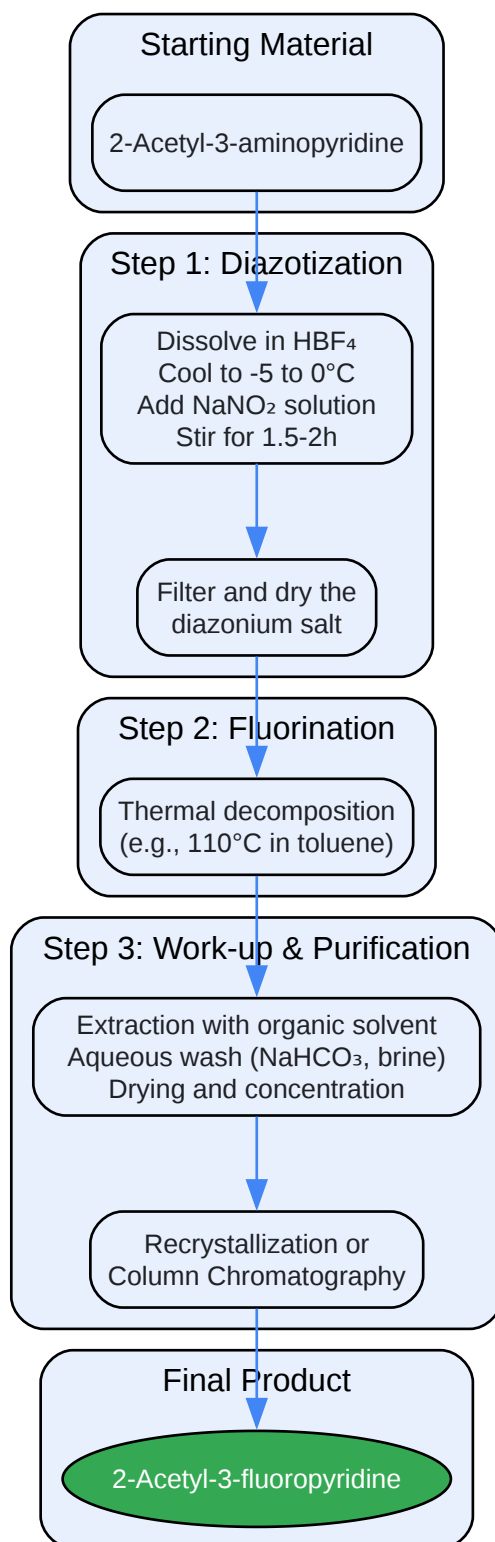 Starting Material
2-Acetyl-3-aminopyridine
Step 1: Diazotization
Dissolve in HBF₄
Cool to -5 to 0°C
Add NaNO₂ solution
Stir for 1.5-2h
Filter and dry the
diazonium salt
Step 2: Fluorination
Thermal decomposition
(e.g., 110°C in toluene)
Step 3: Work-up & Purification
Extraction with organic solvent
Aqueous wash (NaHCO₃, brine)
Drying and concentration
Recrystallization or
Column Chromatography
Final Product
2-Acetyl-3-fluoropyridine